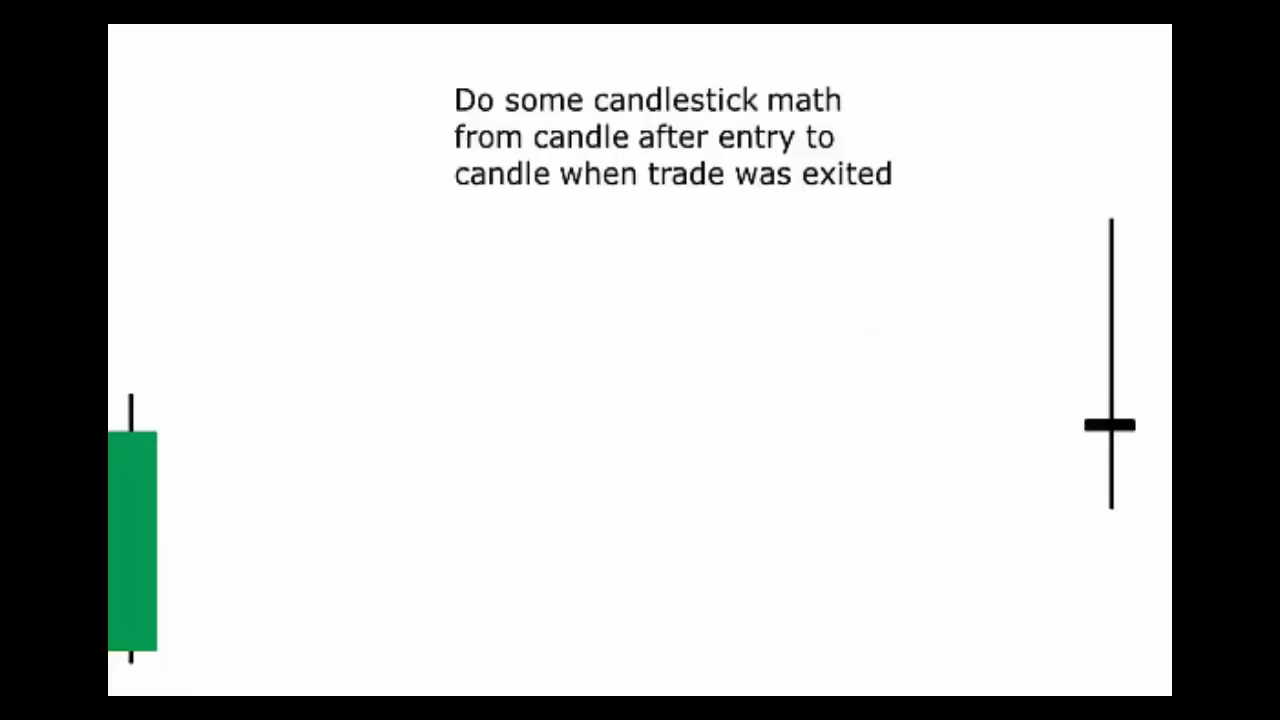 Do some candlestick math
from candle after entry to
candle when trade was exited